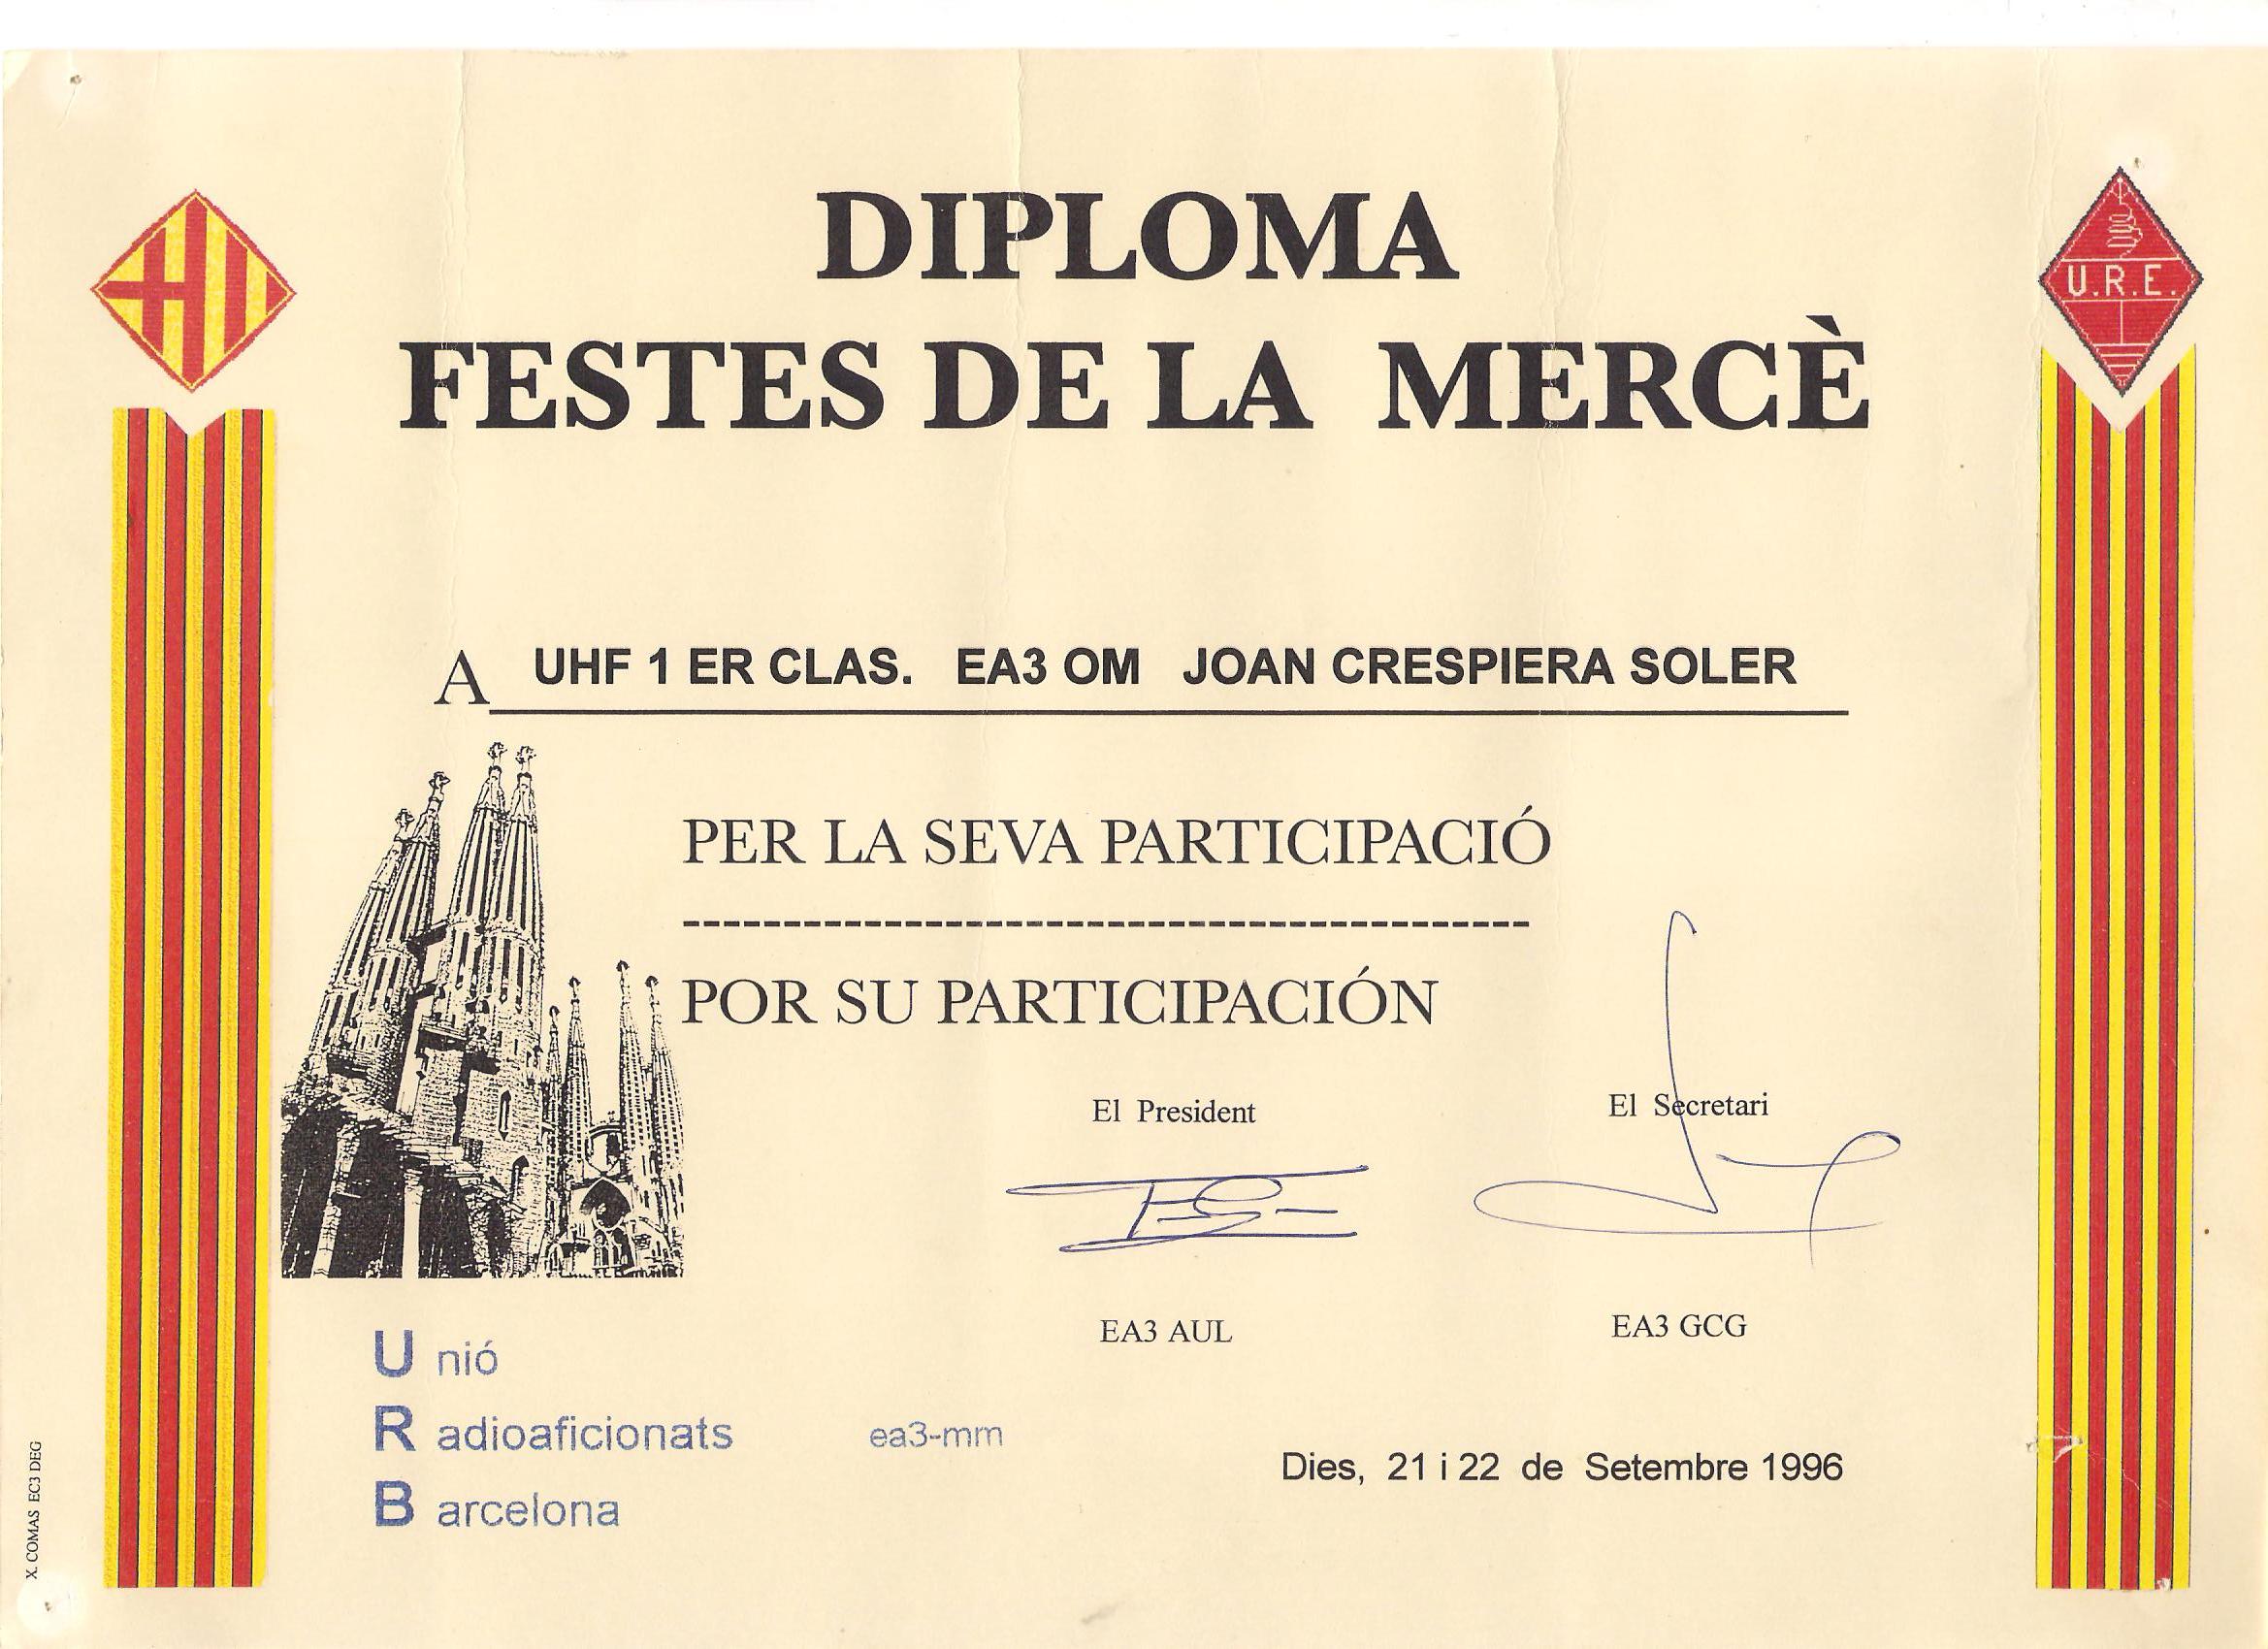 DIPLOMA
FESTES DE LA MERCÈ
U.R.E.
A UHF 1 ER CLAS. EA3 OM JOAN CRESPIERA SOLER
PER LA SEVA PARTICIPACIÓ
-----------------------------------------------
POR SU PARTICIPACIÓN
El President
El Secretari
EA3 AUL
EA3 GCG
U nió
R adioaficionats ea3-mm
B arcelona
Dies, 21 i 22 de Setembre 1996
X. COMAS EC3 DEG